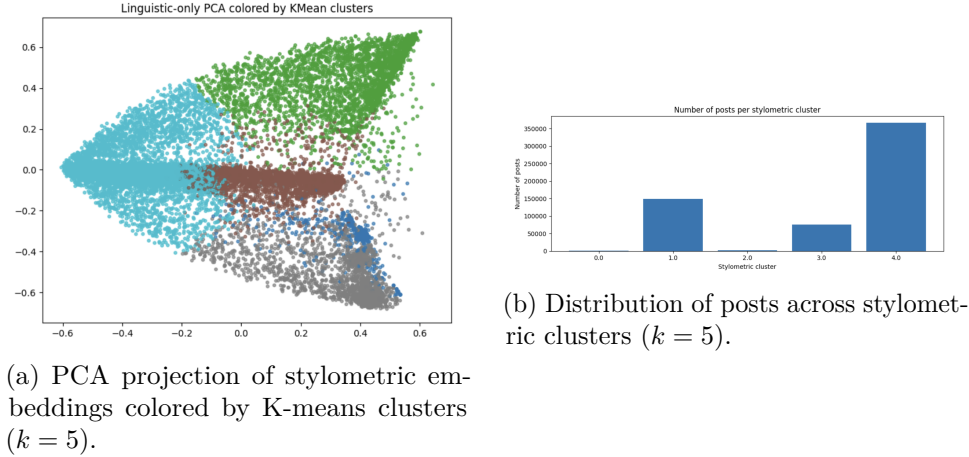 Linguistic-only PCA colored by KMean clusters
0.6
0.4
0.2
0.0
−0.2
−0.4
−0.6
−0.6 −0.4 −0.2 0.0 0.2 0.4 0.6
(a) PCA projection of stylometric em-
beddings colored by K-means clusters
(k = 5).
Number of posts per stylometric cluster
Number of posts
350000
300000
250000
200000
150000
100000
50000
0
0.0 1.0 2.0 3.0 4.0
Stylometric cluster
(b) Distribution of posts across stylomet-
ric clusters (k = 5).